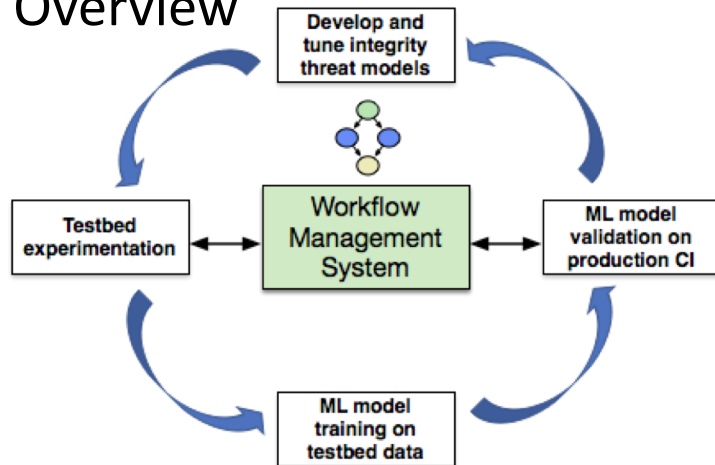 Overview
Develop and
tune integrity
threat models
Testbed
experimentation
Workflow
Management
System
ML model
validation on
production CI
ML model
training on
testbed data